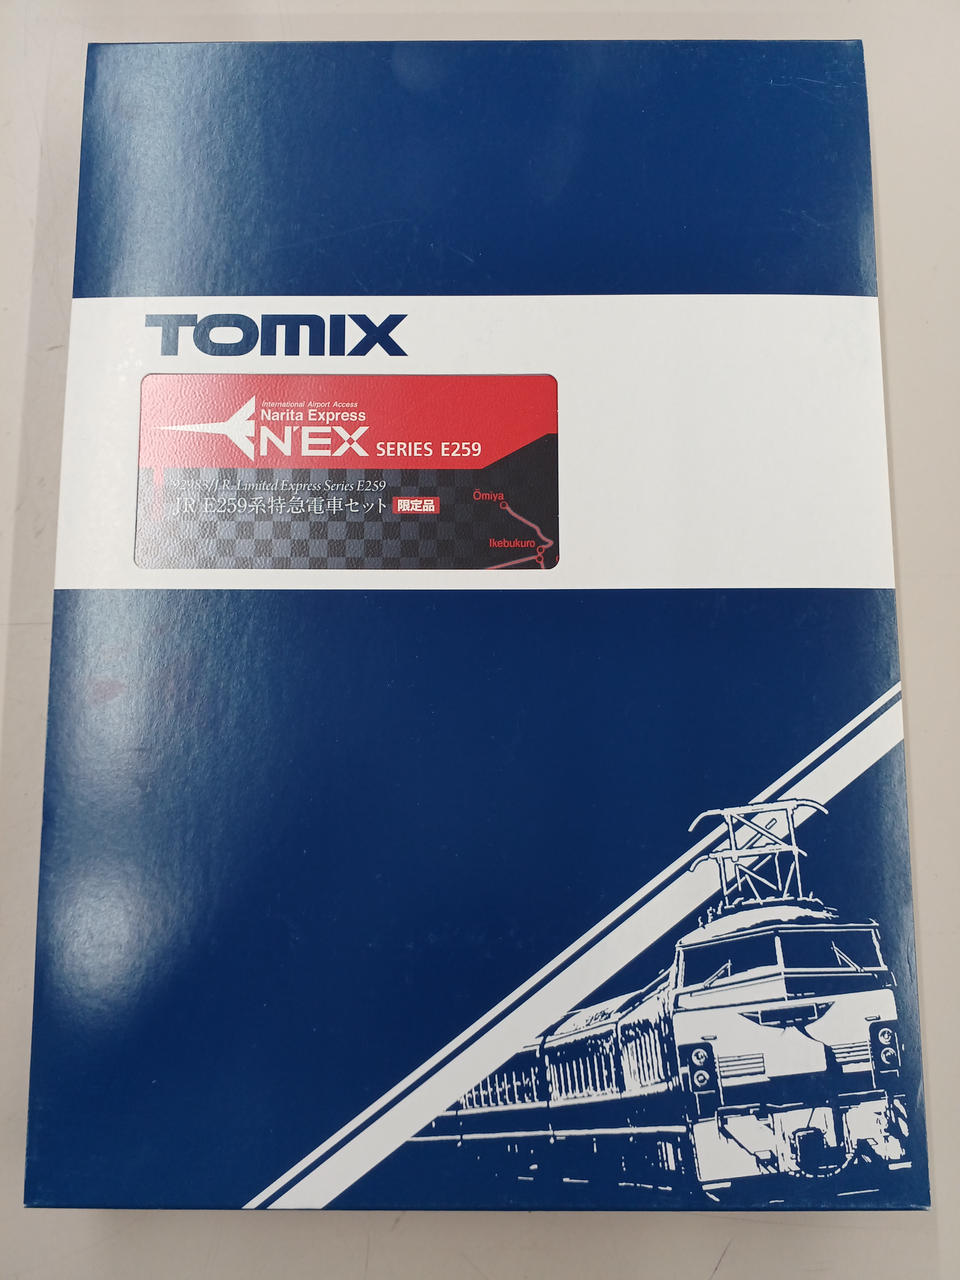 TOMIX
International Airport Access
Narita Express
N'EX SERIES E259
/J.R. Limited Express Series E259
JR E259系特急電車セット 限定品
Ōmiya
Ikebukuro